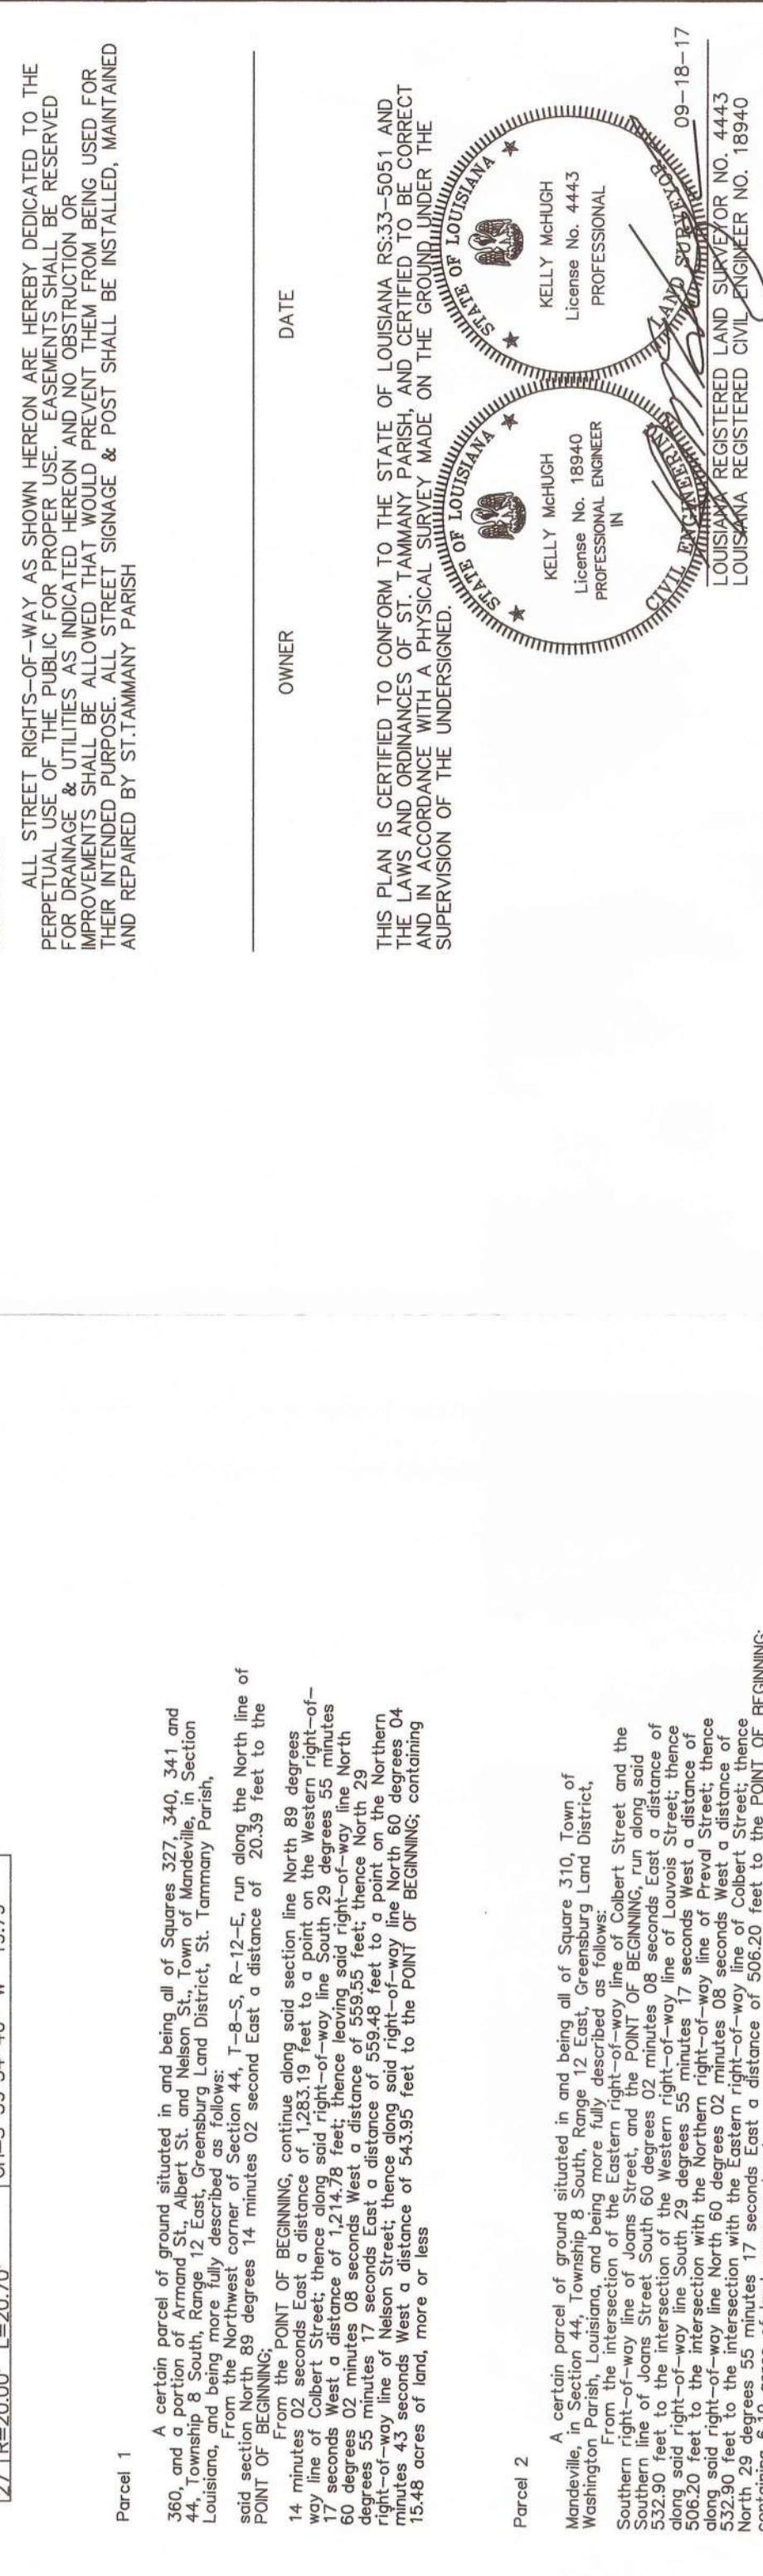 27 R=20.00' L=20.70'
Parcel 1
A certain parcel of ground situated in and being all of Squares 327, 340, 341 and
360, and a portion of Armand St., Albert St. and Nelson St., Town of Mandeville, in Section
44, Township 8 South, Range 12 East, Greensburg Land District, St. Tammany Parish,
Louisiana, and being more fully described as follows:
From the Northwest corner of Section 44, T-8-S, R-12-E, run along the North line of
said section North 89 degrees 14 minutes 02 second East a distance of 20.39 feet to the
POINT OF BEGINNING;
From the POINT OF BEGINNING, continue along said section line North 89 degrees
14 minutes 02 seconds East a distance of 1,283.19 feet to a point on the Western right-of-
way line of Colbert Street; thence along said right-of-way line South 29 degrees 55 minutes
17 seconds West a distance of 1,214.78 feet; thence leaving said right-of-way line North
60 degrees 02 minutes 08 seconds West a distance of 559.55 feet; thence North 29
degrees 55 minutes 17 seconds East a distance of 559.48 feet to a point on the Northern
right-of-way line of Nelson Street; thence along said right-of-way line North 60 degrees 04
minutes 43 seconds West a distance of 543.95 feet to the POINT OF BEGINNING; containing
15.48 acres of land, more or less
Parcel 2
A certain parcel of ground situated in and being all of Square 310, Town of
Mandeville, in Section 44, Township 8 South, Range 12 East, Greensburg Land District,
Washington Parish, Louisiana, and being more fully described as follows:
From the intersection of the Eastern right-of-way line of Colbert Street and the
Southern right-of-way line of Joans Street, and the POINT OF BEGINNING, run along said
Southern line of Joans Street South 60 degrees 02 minutes 08 seconds East a distance of
532.90 feet to the intersection of the Western right-of-way line of Louvois Street; thence
along said right-of-way line South 29 degrees 55 minutes 17 seconds West a distance of
506.20 feet to the intersection with the Northern right-of-way line of Preval Street; thence
along said right-of-way line North 60 degrees 02 minutes 08 seconds West a distance of
532.90 feet to the intersection with the Eastern right-of-way line of Colbert Street; thence
North 29 degrees 55 minutes 17 seconds East a distance of 506.20 feet to the POINT OF BEGINNING;
containing 6.19 acres of land
ALL STREET RIGHTS-OF-WAY AS SHOWN HEREON ARE HEREBY DEDICATED TO THE
PERPETUAL USE OF THE PUBLIC FOR PROPER USE. EASEMENTS SHALL BE RESERVED
FOR DRAINAGE & UTILITIES AS INDICATED HEREON AND NO OBSTRUCTION OR
IMPROVEMENTS SHALL BE ALLOWED THAT WOULD PREVENT THEM FROM BEING USED FOR
THEIR INTENDED PURPOSE. ALL STREET SIGNAGE & POST SHALL BE INSTALLED, MAINTAINED
AND REPAIRED BY ST.TAMMANY PARISH
OWNER DATE
THIS PLAN IS CERTIFIED TO CONFORM TO THE STATE OF LOUISIANA RS:33-5051 AND
THE LAWS AND ORDINANCES OF ST. TAMMANY PARISH, AND CERTIFIED TO BE CORRECT
AND IN ACCORDANCE WITH A PHYSICAL SURVEY MADE ON THE GROUND UNDER THE
SUPERVISION OF THE UNDERSIGNED.
STATE OF LOUISIANA
KELLY McHUGH
License No. 18940
PROFESSIONAL ENGINEER
IN
CIVIL ENGINEERING
STATE OF LOUISIANA
KELLY McHUGH
License No. 4443
PROFESSIONAL
LAND SURVEYOR
09-18-17
LOUISIANA REGISTERED LAND SURVEYOR NO. 4443
LOUISIANA REGISTERED CIVIL ENGINEER NO. 18940